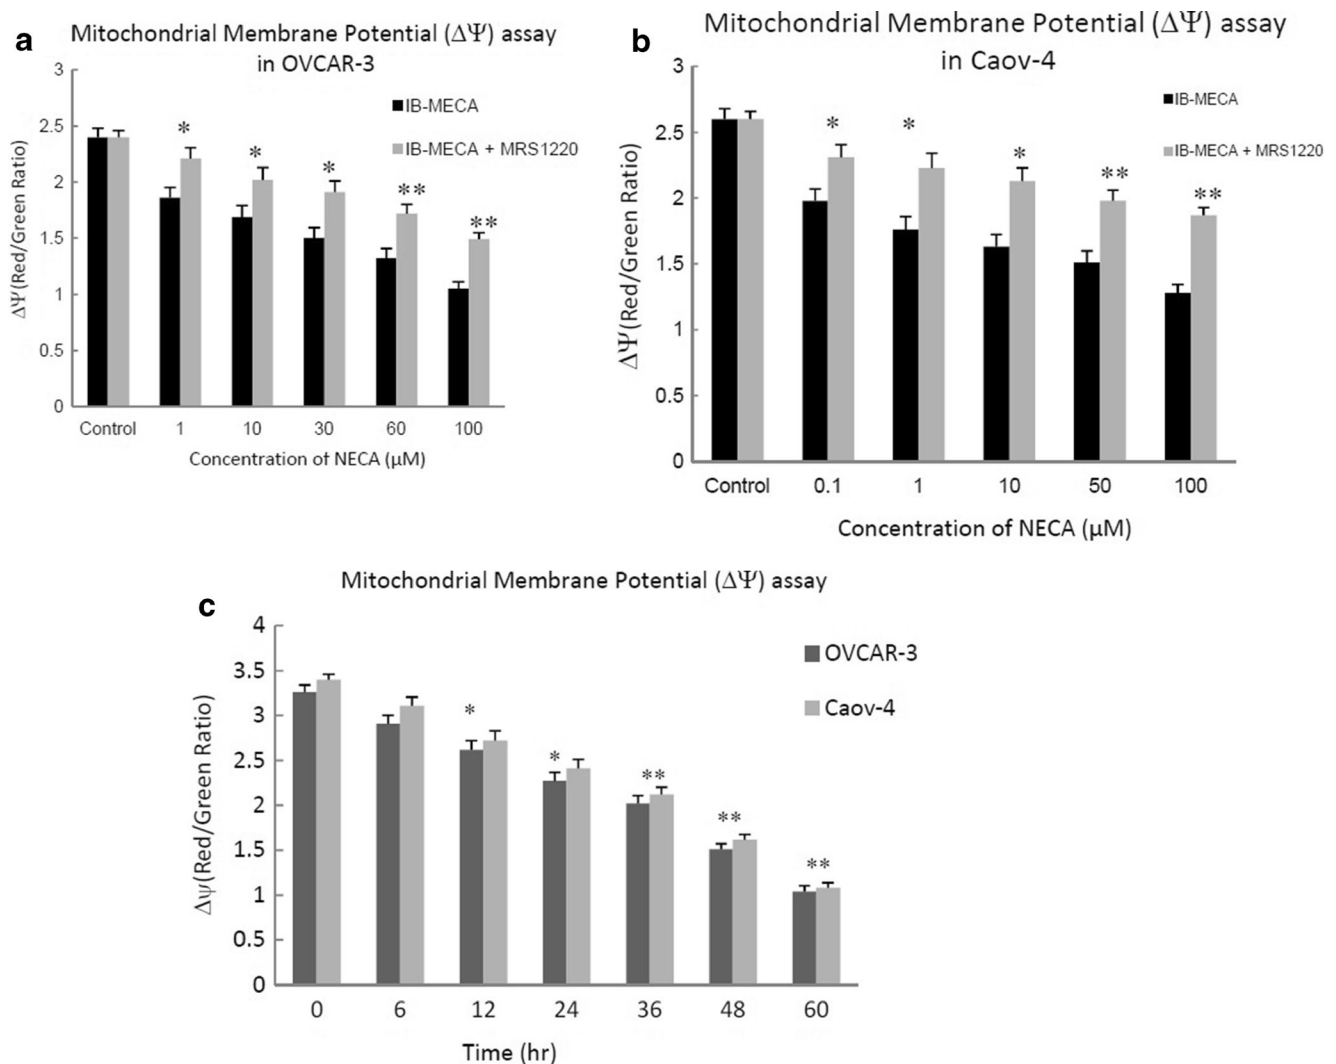 a
Mitochondrial Membrane Potential (ΔΨ) assay
in OVCAR-3
ΔΨ(Red/Green Ratio)
3
2.5
2
1.5
1
0.5
0
IB-MECA
IB-MECA + MRS1220
*
*
*
**
**
Control 1 10 30 60 100
Concentration of NECA (µM)
b
Mitochondrial Membrane Potential (ΔΨ) assay
in Caov-4
ΔΨ(Red/Green Ratio)
3
2.5
2
1.5
1
0.5
0
IB-MECA
IB-MECA + MRS1220
*
*
*
**
**
Control 0.1 1 10 50 100
Concentration of NECA (µM)
c
Mitochondrial Membrane Potential (ΔΨ) assay
Δψ(Red/Green Ratio)
4
3.5
3
2.5
2
1.5
1
0.5
0
OVCAR-3
Caov-4
*
*
**
**
**
0 6 12 24 36 48 60
Time (hr)